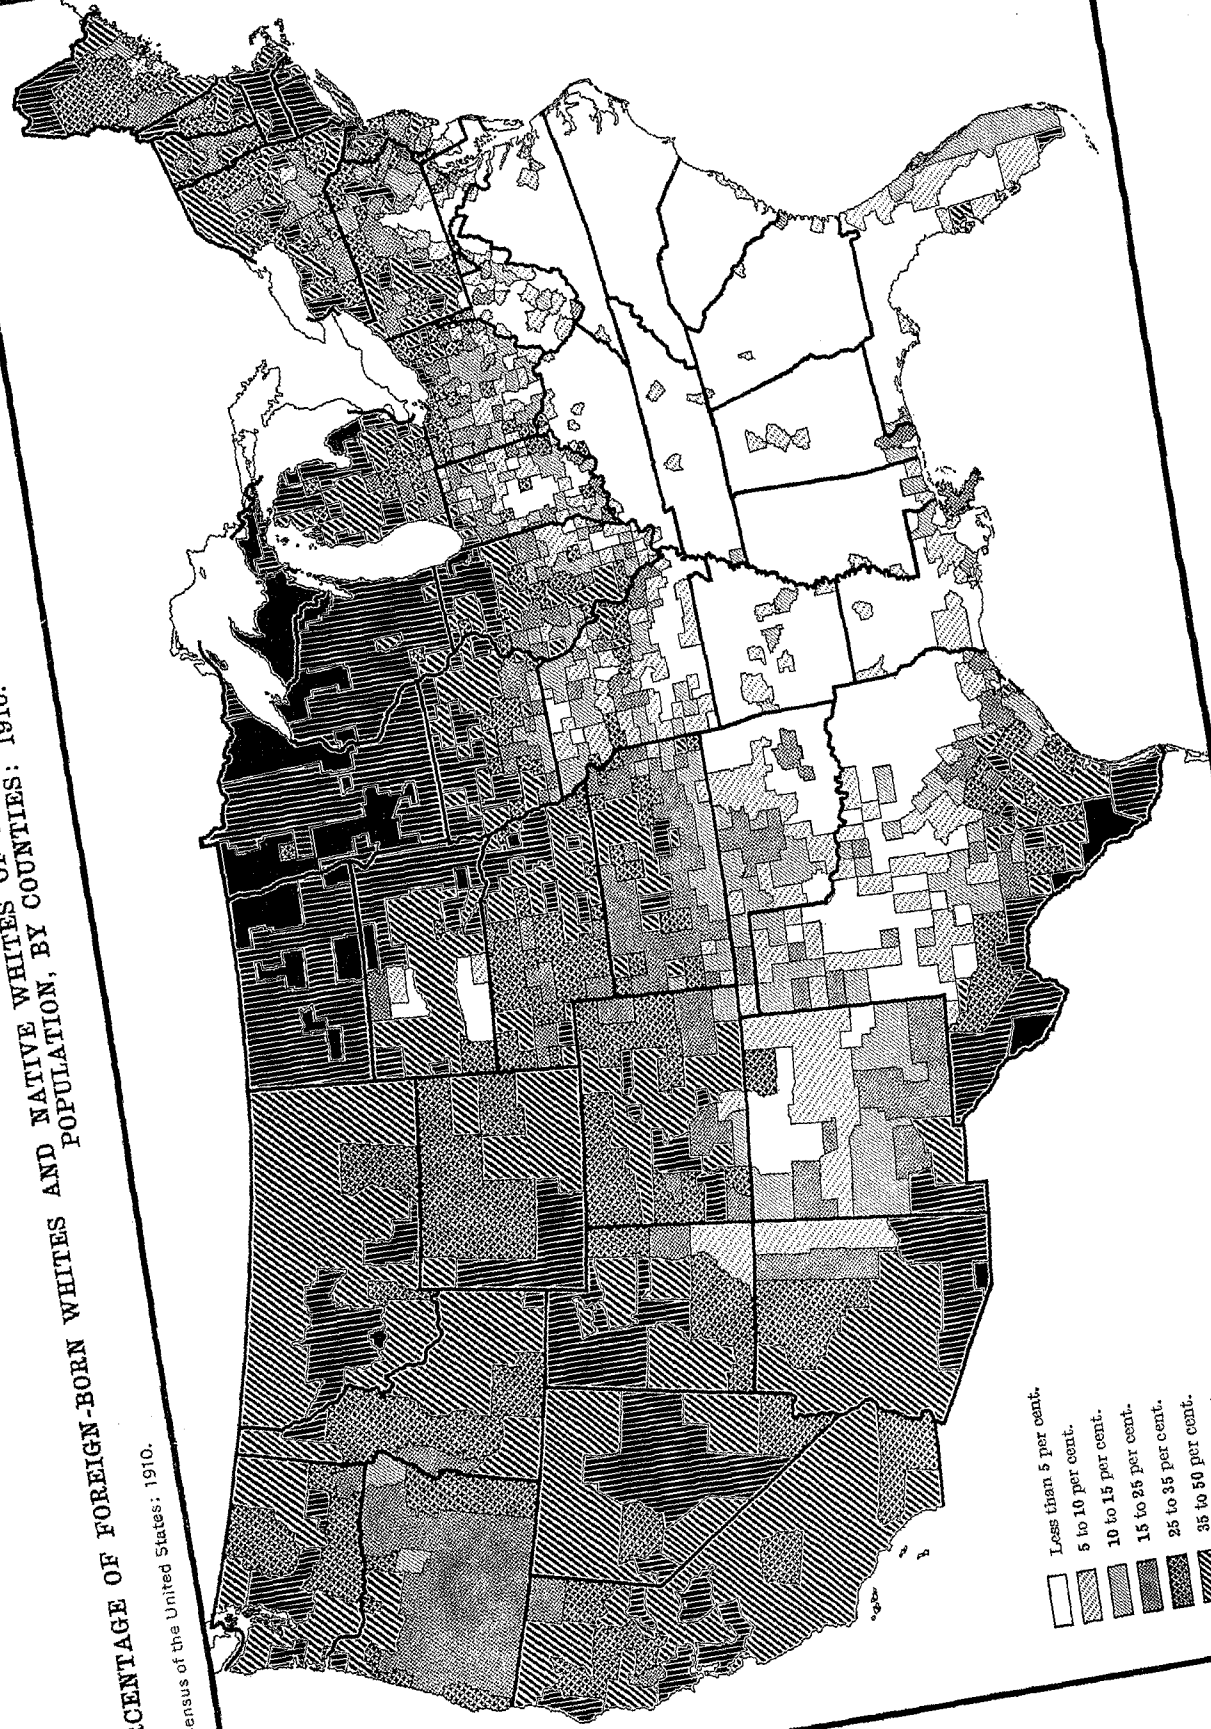 CENTAGE OF FOREIGN-BORN WHITES AND NATIVE WHITES OF
POPULATION, BY COUNTIES: 1910.
ensus of the United States: 1910.
Less than 5 per cent.
5 to 10 per cent.
10 to 15 per cent.
15 to 25 per cent.
25 to 35 per cent.
35 to 50 per cent.